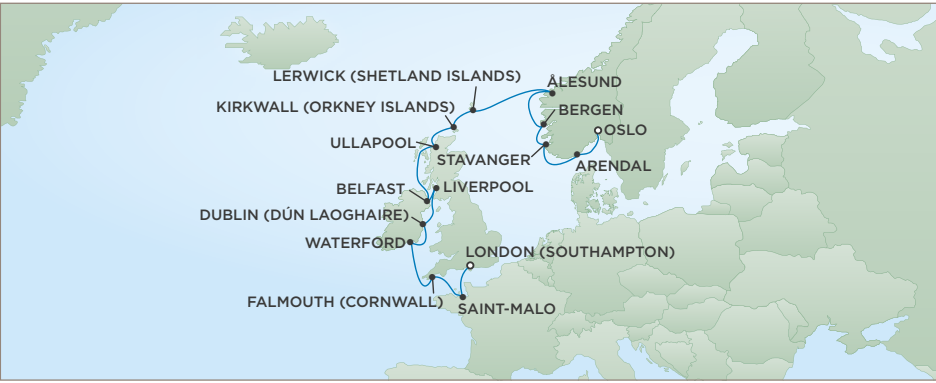 LERWICK (SHETLAND ISLANDS)
ÅLESUND
KIRKWALL (ORKNEY ISLANDS)
BERGEN
OSLO
ULLAPOOL
STAVANGER
ARENDAL
BELFAST
LIVERPOOL
DUBLIN (DÚN LAOGHAIRE)
WATERFORD
LONDON (SOUTHAMPTON)
FALMOUTH (CORNWALL)
SAINT-MALO